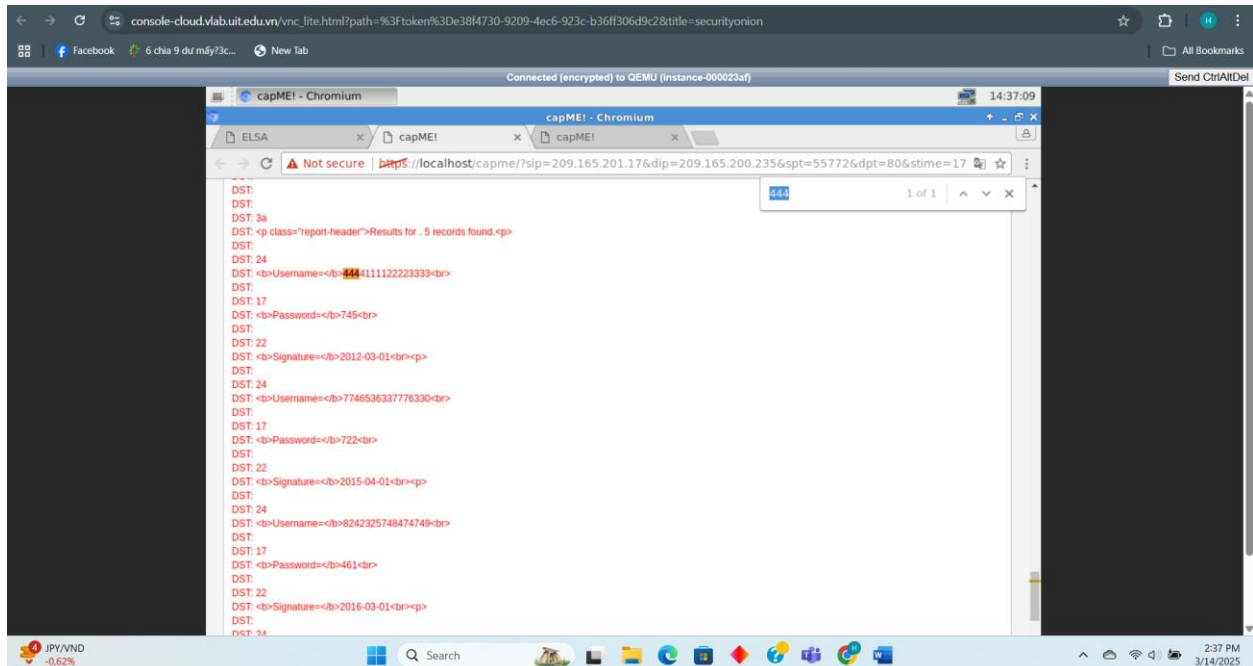 console-cloud.vlab.uit.edu.vn/vnc_lite.html?path=%3Ftoken%3De38f4730-9209-4ec6-923c-b36ff306d9c2&title=securityonion
H
Facebook 6 chia 9 dư mấy?3c... New Tab All Bookmarks
Connected (encrypted) to QEMU (instance-000023af) Send CtrlAltDel
capME! - Chromium 14:37:09
capME! - Chromium
ELSA capME! capME!
Not secure https://localhost/capme/?sip=209.165.201.17&dip=209.165.200.235&spt=55772&dpt=80&stime=17
444 1 of 1
DST:
DST:
DST: 3a
DST: <p class="report-header">Results for . 5 records found.<p>
DST:
DST: 24
DST: <b>Username=</b>4444111122223333<br>
DST:
DST: 17
DST: <b>Password=</b>745<br>
DST:
DST: 22
DST: <b>Signature=</b>2012-03-01<br><p>
DST:
DST: 24
DST: <b>Username=</b>7746536337776330<br>
DST:
DST: 17
DST: <b>Password=</b>722<br>
DST:
DST: 22
DST: <b>Signature=</b>2015-04-01<br><p>
DST:
DST: 24
DST: <b>Username=</b>8242325748474749<br>
DST:
DST: 17
DST: <b>Password=</b>461<br>
DST:
DST: 22
DST: <b>Signature=</b>2016-03-01<br><p>
DST:
DST: 24
4 JPY/VND
-0.62%
Search
2:37 PM
3/14/2025